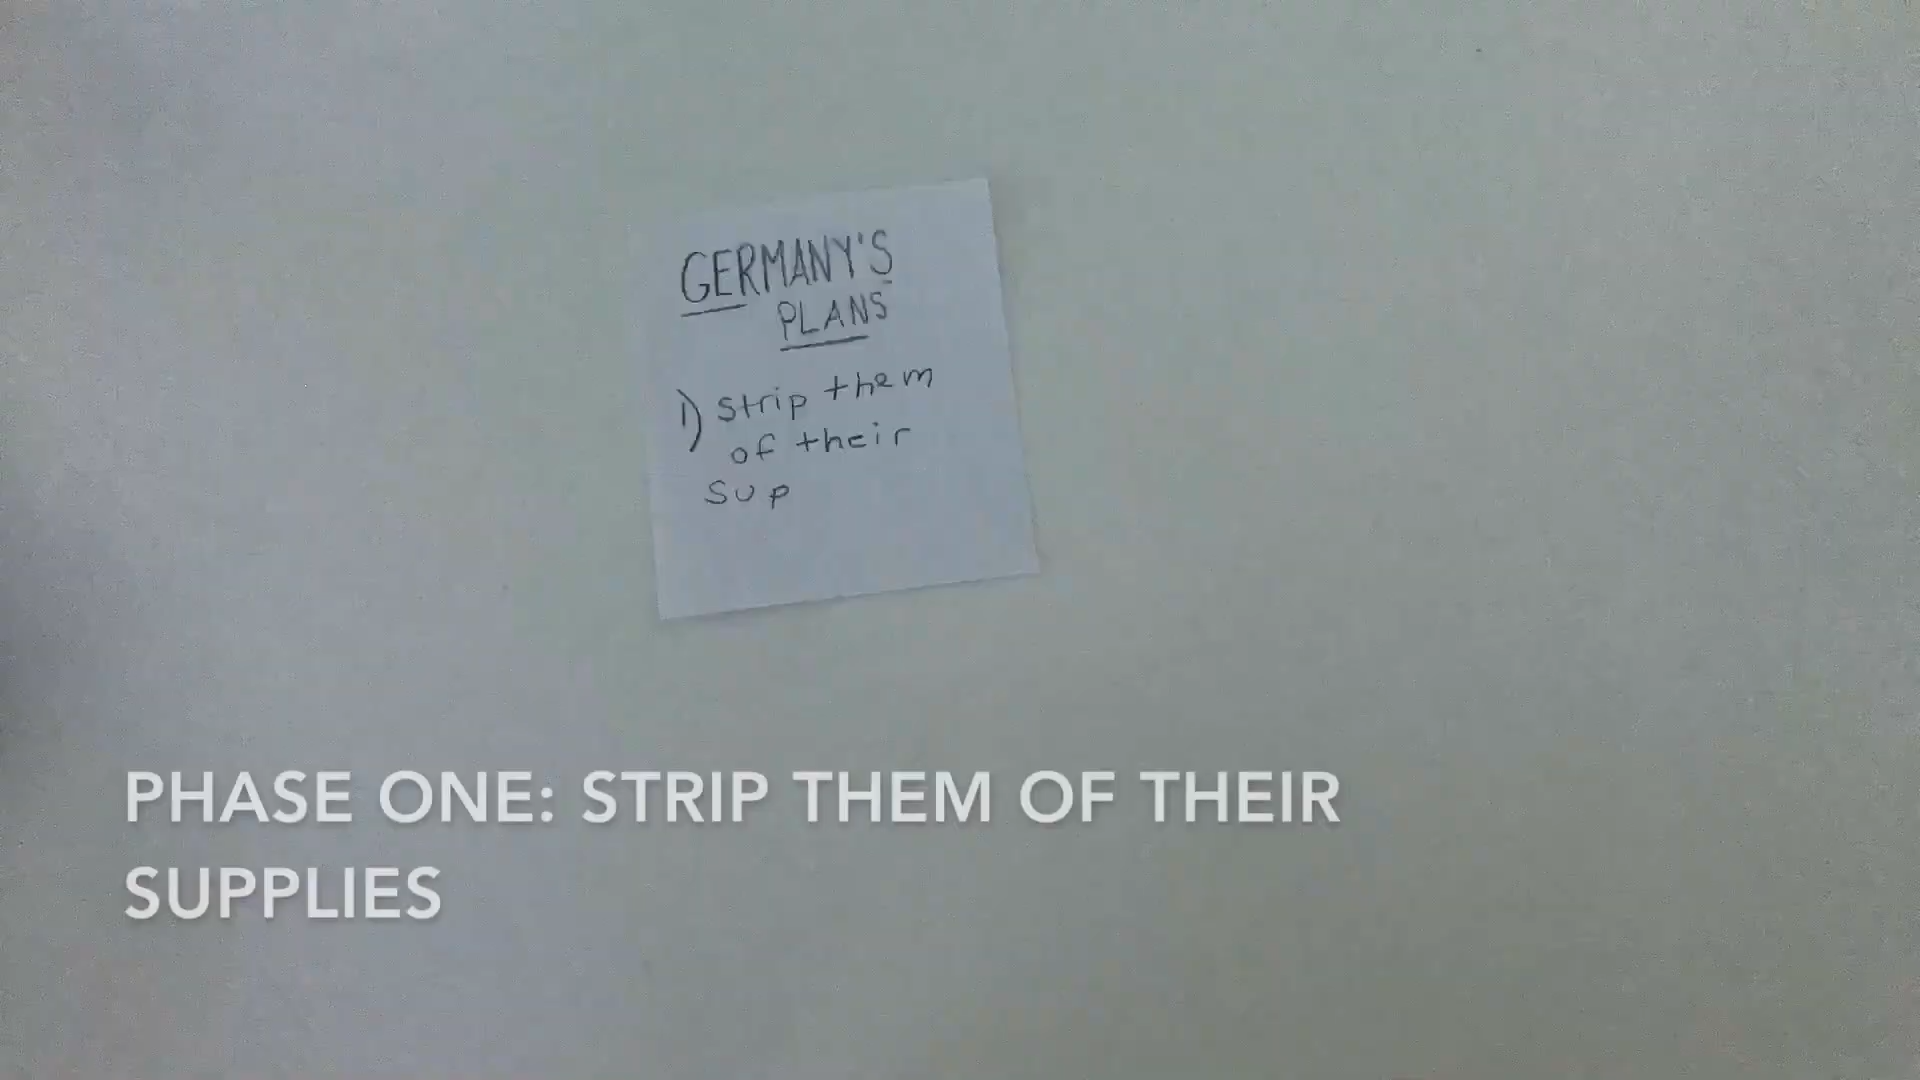 GERMANY'S
PLANS
1) Strip them
of their
Sup
PHASE ONE: STRIP THEM OF THEIR
SUPPLIES